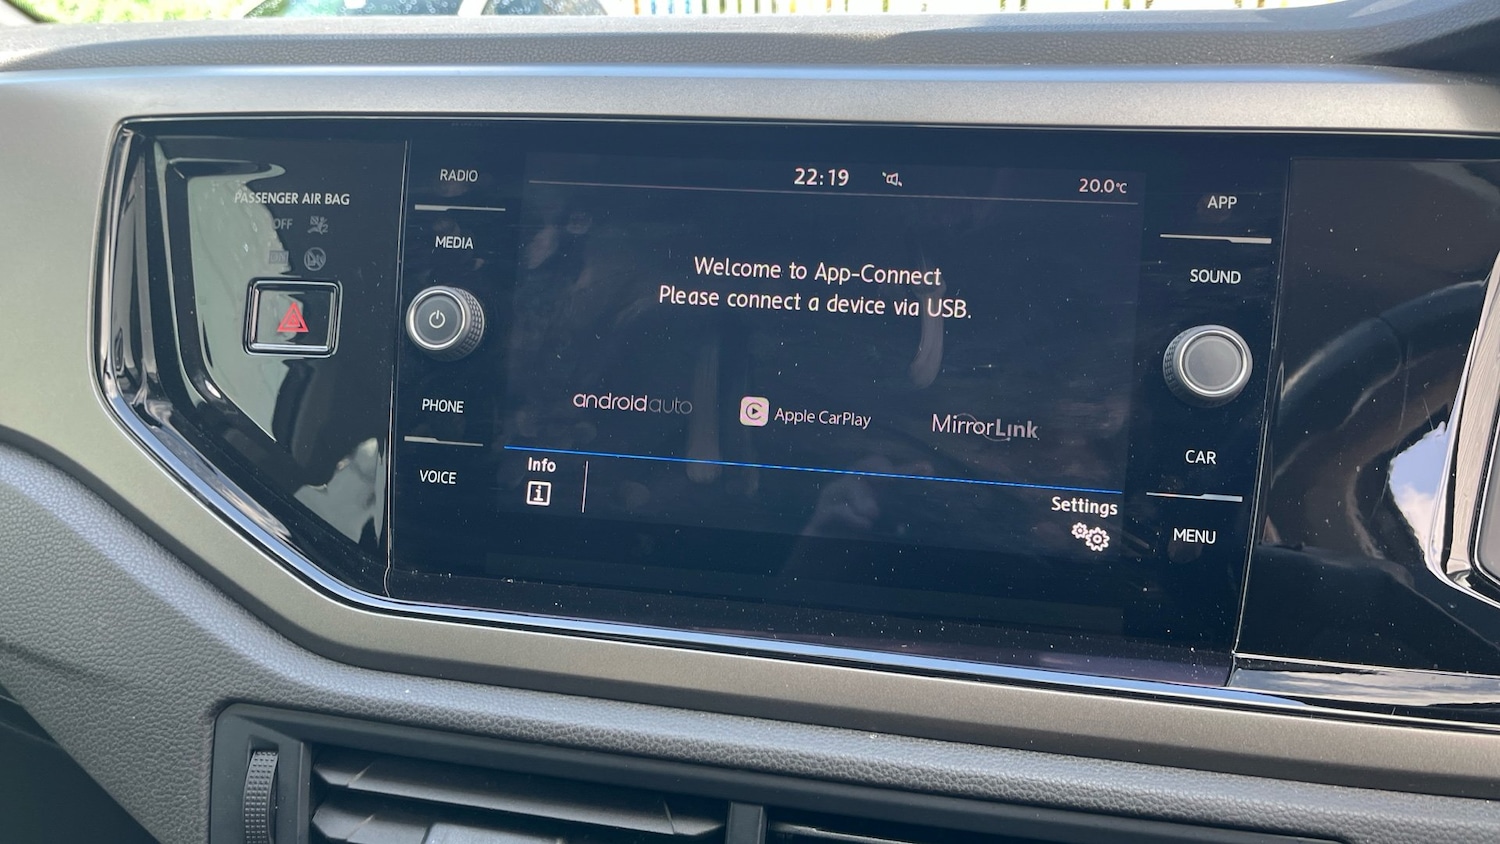 PASSENGER AIR BAG
OFF
RADIO
MEDIA
PHONE
VOICE
22:19
20.0°C
Welcome to App-Connect
Please connect a device via USB.
androidauto
Apple CarPlay
MirrorLink
Info
i
Settings
APP
SOUND
CAR
MENU